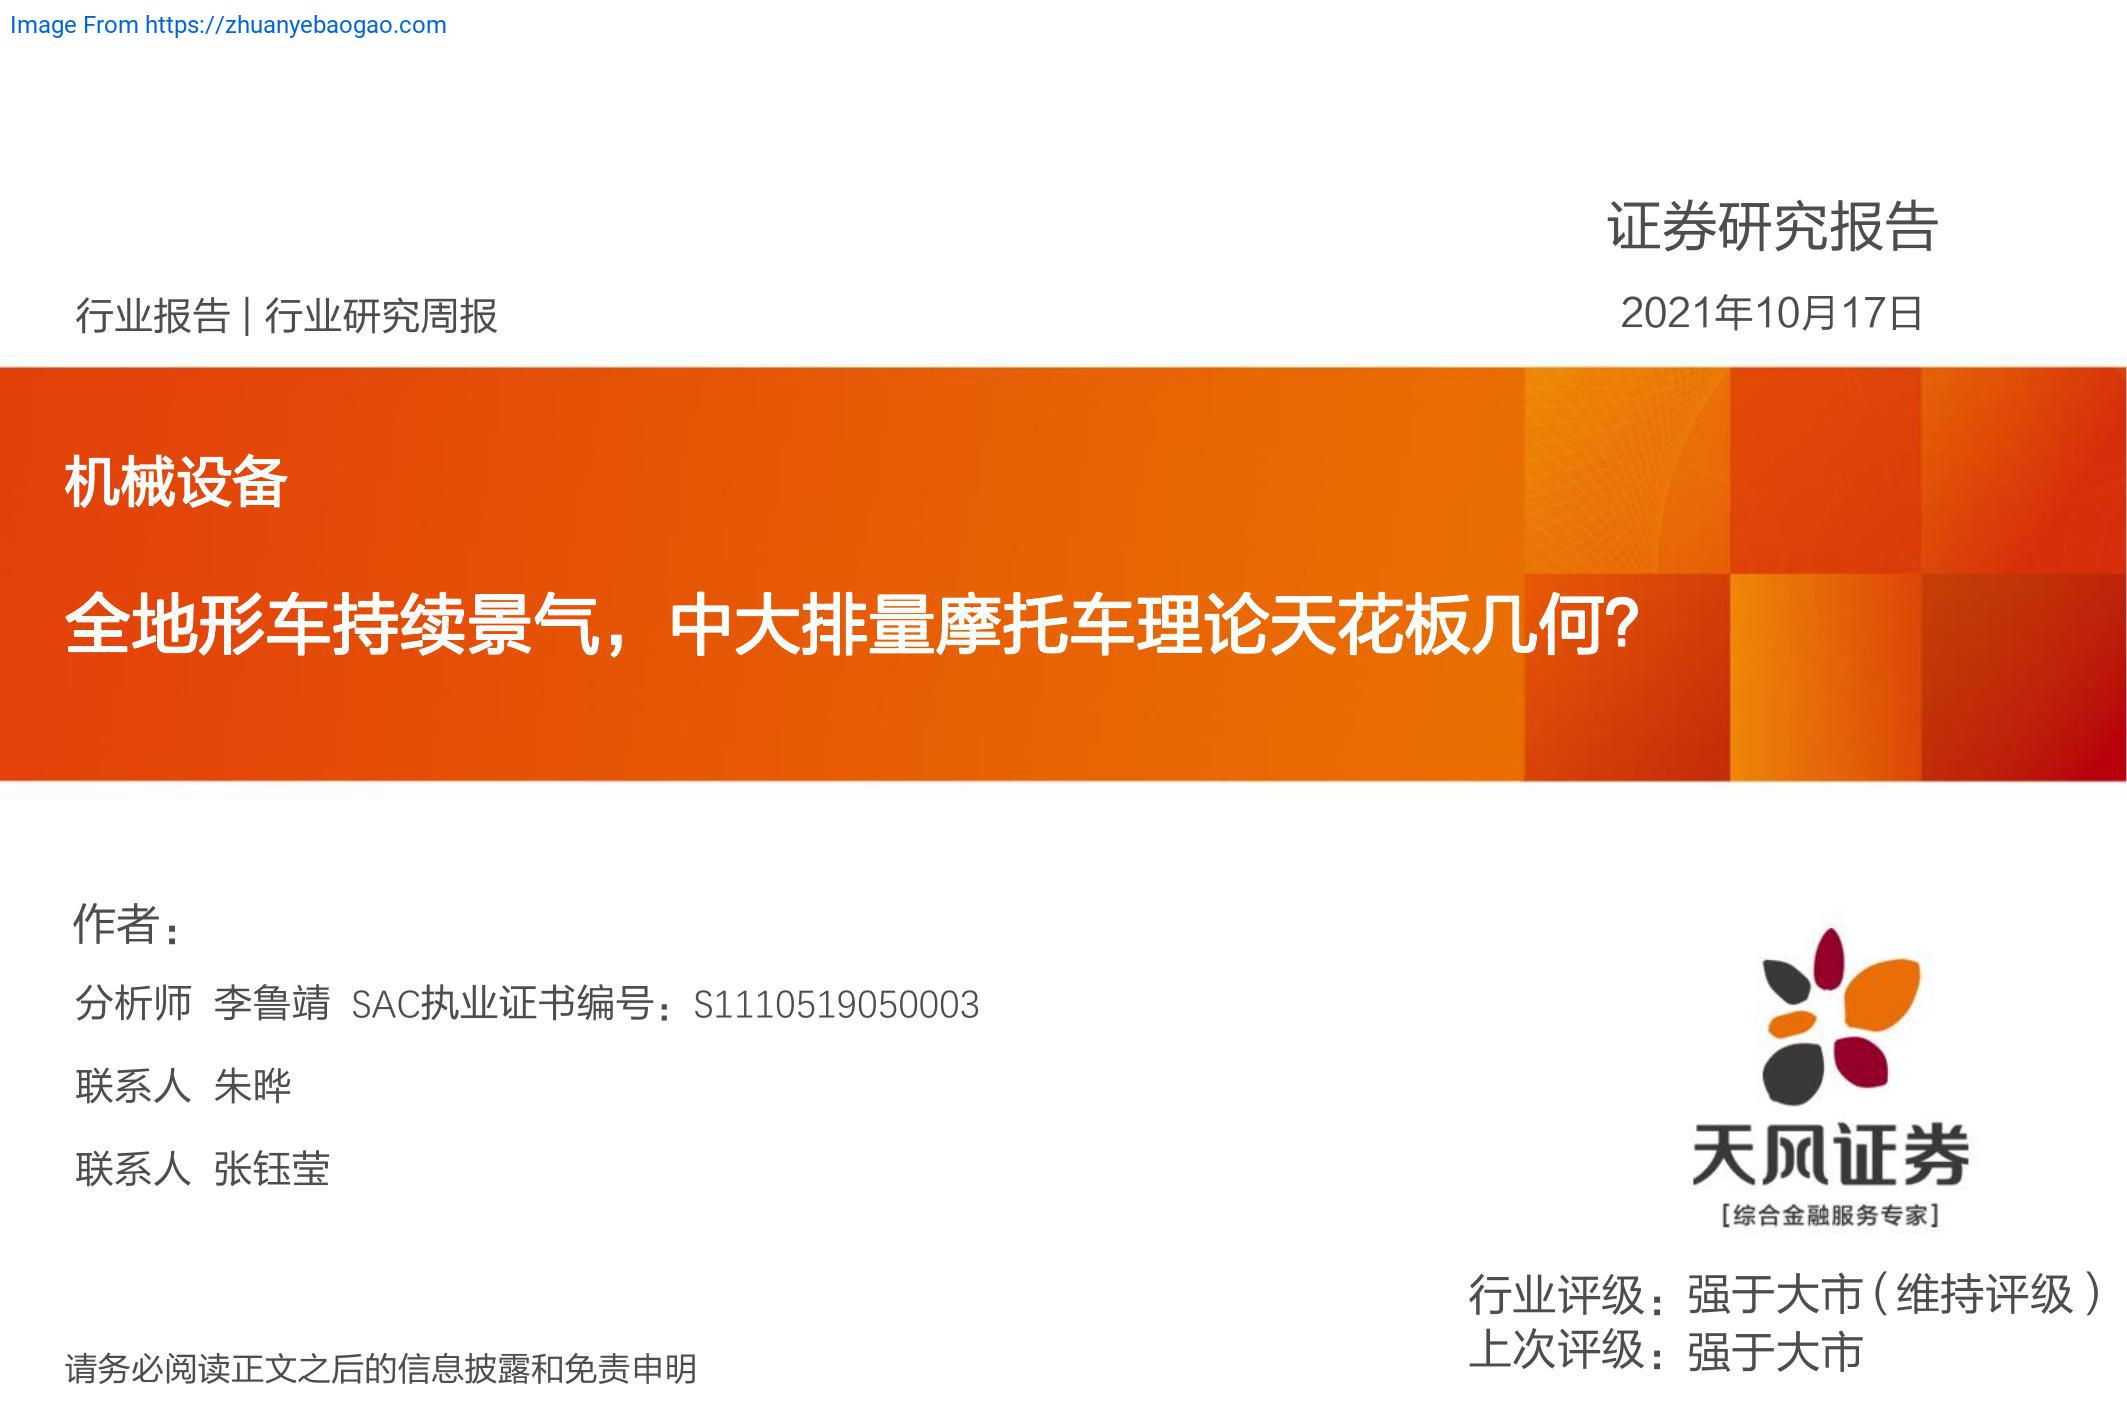 Image From https://zhuanyebaogao.com
证券研究报告
行业报告 | 行业研究周报
2021年10月17日
机械设备
全地形车持续景气，中大排量摩托车理论天花板几何？
作者：
分析师 李鲁靖 SAC执业证书编号：S1110519050003
联系人 朱晔
联系人 张钰莹
天风证券
[综合金融服务专家]
行业评级：强于大市（维持评级）
上次评级：强于大市
请务必阅读正文之后的信息披露和免责申明